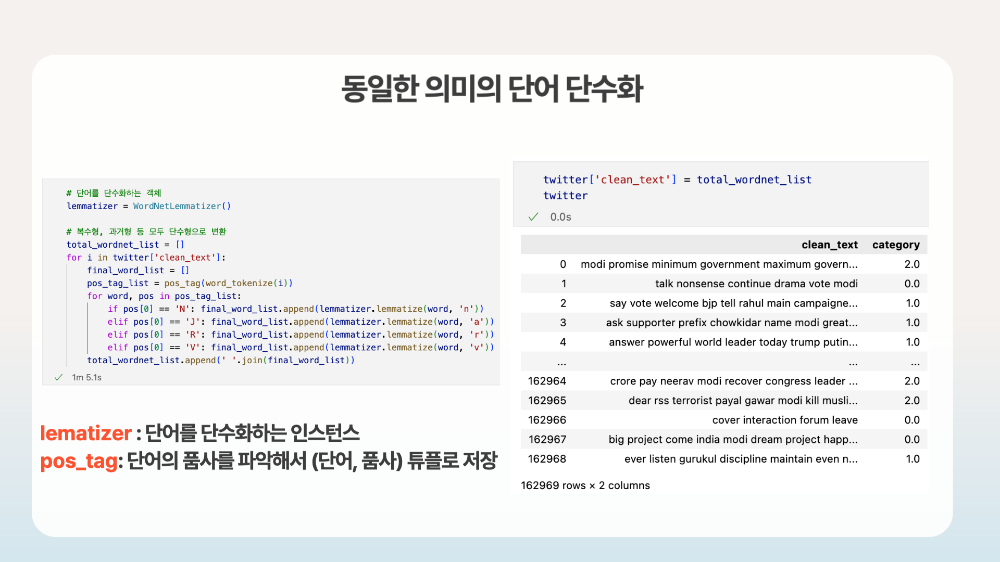 동일한 의미의 단어 단수화
# 단어를 단수화하는 객체
lemmatizer = WordNetLemmatizer()
# 복수형, 과거형 등 모두 단수형으로 변환
total_wordnet_list = []
for i in twitter['clean_text']:
    final_word_list = []
    pos_tag_list = pos_tag(word_tokenize(i))
    for word, pos in pos_tag_list:
        if pos[0] == 'N': final_word_list.append(lemmatizer.lemmatize(word, 'n'))
        elif pos[0] == 'J': final_word_list.append(lemmatizer.lemmatize(word, 'a'))
        elif pos[0] == 'R': final_word_list.append(lemmatizer.lemmatize(word, 'r'))
        elif pos[0] == 'V': final_word_list.append(lemmatizer.lemmatize(word, 'v'))
    total_wordnet_list.append(' '.join(final_word_list))
✓ 1m 5.1s
lematizer : 단어를 단수화하는 인스턴스
pos_tag: 단어의 품사를 파악해서 (단어, 품사) 튜플로 저장
twitter['clean_text'] = total_wordnet_list
twitter
✓ 0.0s
clean_text category
0 modi promise minimum government maximum govern... 2.0
1 talk nonsense continue drama vote modi 0.0
2 say vote welcome bjp tell rahul main campaigne... 1.0
3 ask supporter prefix chowkidar name modi great... 1.0
4 answer powerful world leader today trump putin... 1.0
... ... ...
162964 crore pay neerav modi recover congress leader ... 2.0
162965 dear rss terrorist payal gawar modi kill musli... 2.0
162966 cover interaction forum leave 0.0
162967 big project come india modi dream project happ... 0.0
162968 ever listen gurukul discipline maintain even n... 1.0
162969 rows × 2 columns